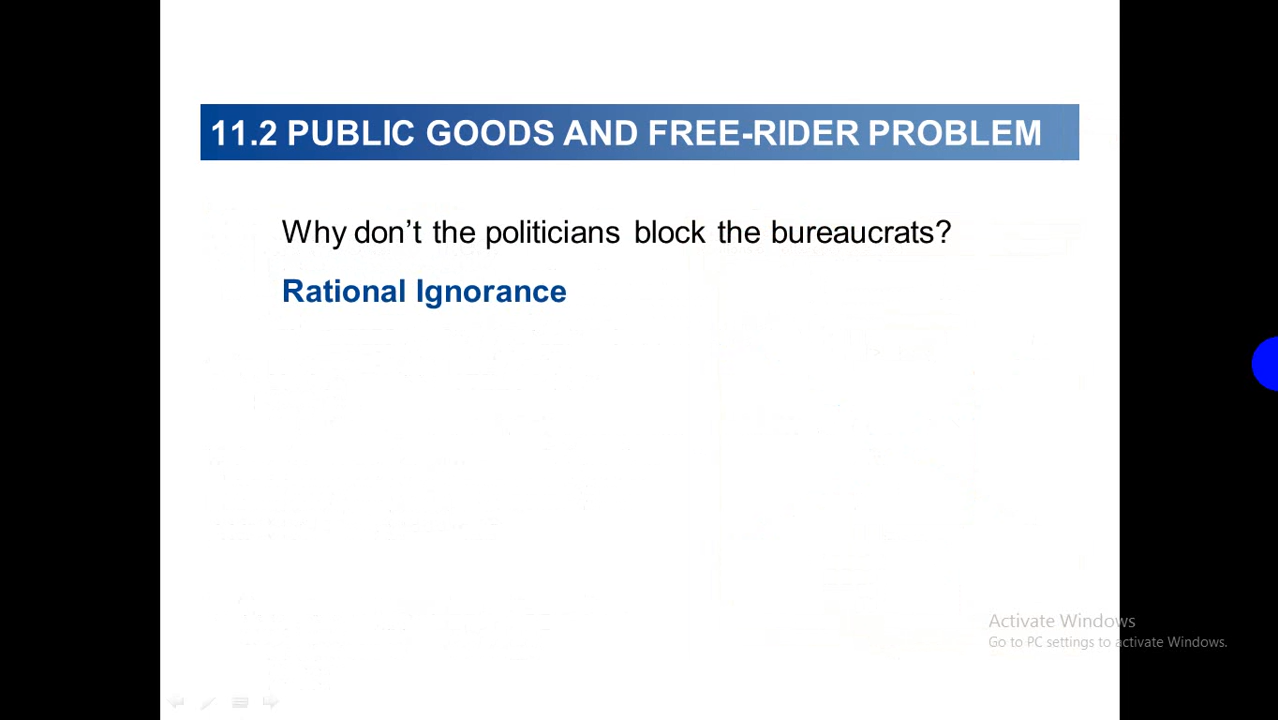 11.2 PUBLIC GOODS AND FREE-RIDER PROBLEM
Why don’t the politicians block the bureaucrats?
Rational Ignorance
Activate Windows
Go to PC settings to activate Windows.